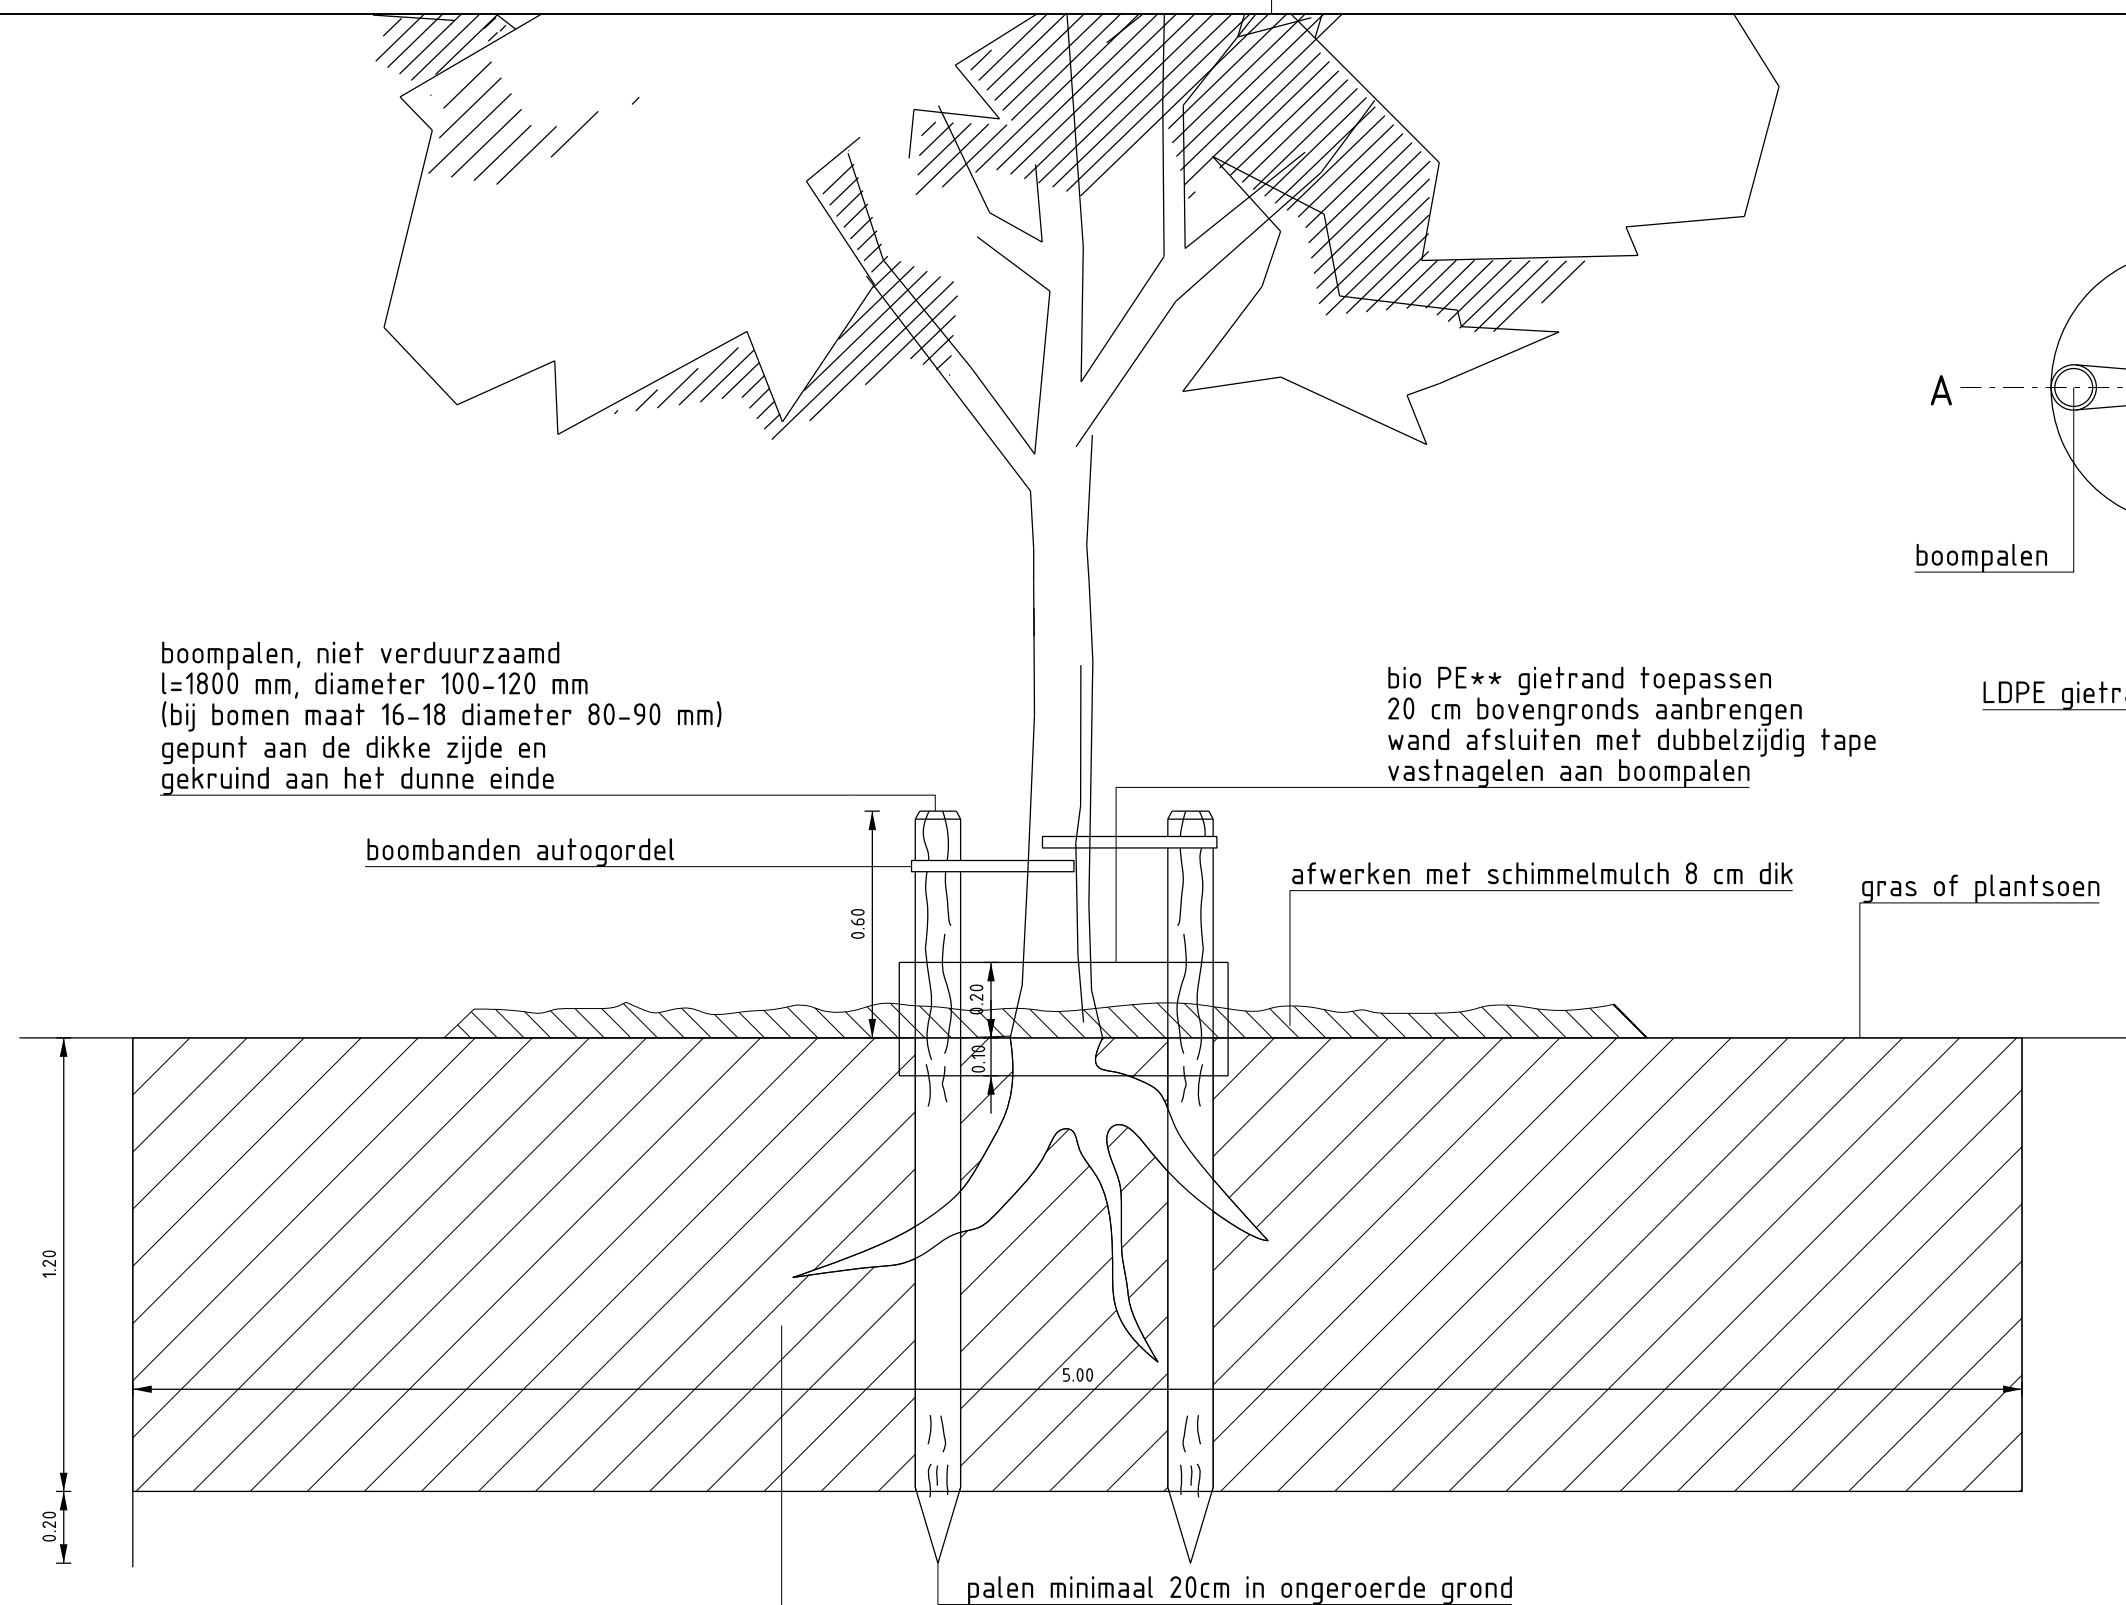 A
boompalen
boompalen, niet verduurzaamd
l=1800 mm, diameter 100-120 mm
(bij bomen maat 16-18 diameter 80-90 mm)
gepunt aan de dikke zijde en
gekruind aan het dunne einde
bio PE** gietrand toepassen
20 cm bovengronds aanbrengen
wand afsluiten met dubbelzijdig tape
vastnagelen aan boompalen
LDPE
boombanden autogordel
afwerken met schimmelmulch 8 cm dik
gras of plantsoen
0.60
0.20
0.10
1.20
5.00
0.20
palen minimaal 20cm in ongeroerde grond